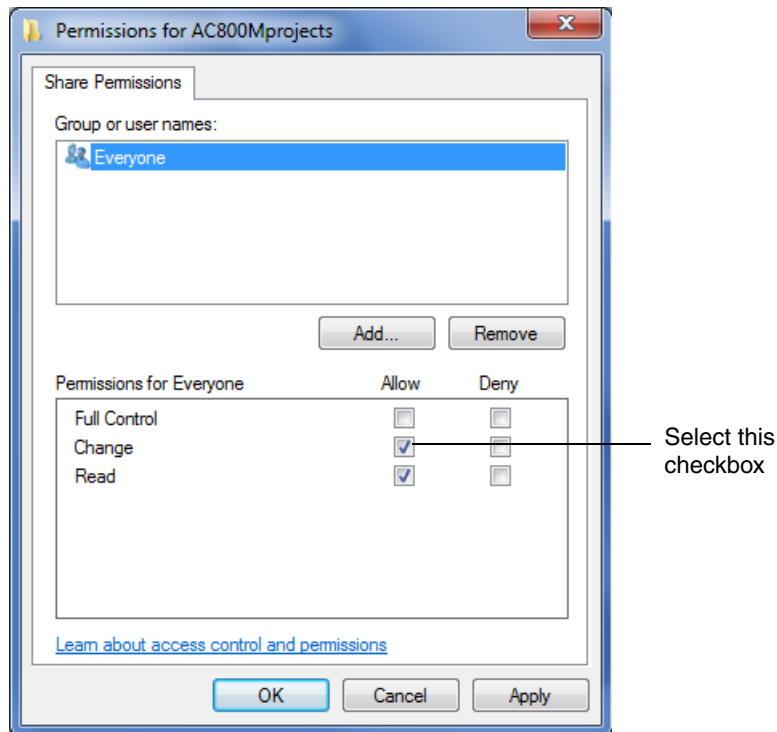 Permissions for AC800Mprojects
Share Permissions
Group or user names:
Everyone
Add... Remove
Permissions for Everyone Allow Deny
Full Control
Change
Read
Select this
checkbox
Learn about access control and permissions
OK Cancel Apply